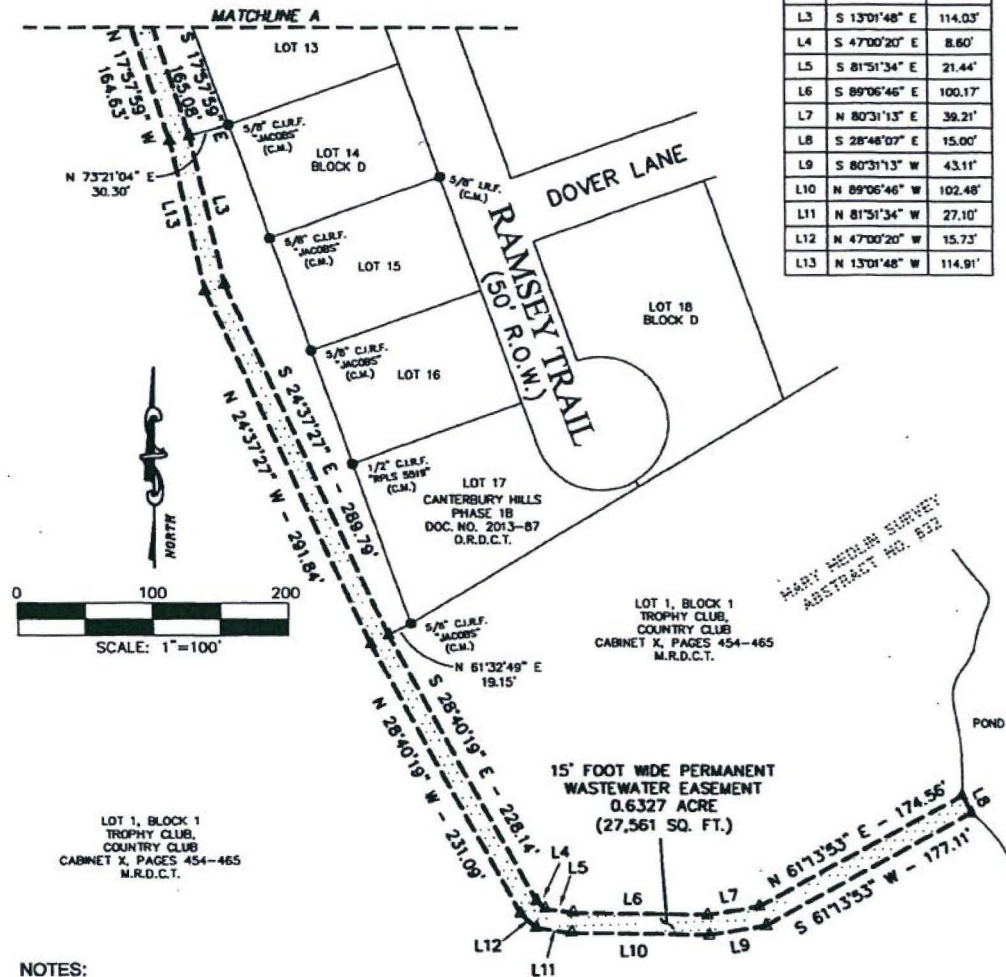 MATCHLINE A
L3 S 13°01'48" E 114.03'
L4 S 47°00'20" E 8.60'
L5 S 81°51'34" E 21.44'
L6 S 89°06'46" E 100.17'
L7 N 80°31'13" E 39.21'
L8 S 28°46'07" E 15.00'
L9 S 80°31'13" W 43.11'
L10 N 89°06'46" W 102.48'
L11 N 81°51'34" W 27.10'
L12 N 47°00'20" W 15.73'
L13 N 13°01'48" W 114.91'
N 17°57'59" W
164.63'
S 17°57'59" E
165.08'
LOT 13
5/8" C.I.R.F.
"JACOBS"
(C.M.)
N 73°21'04" E
30.30'
LOT 14
BLOCK D
5/8" I.R.F.
(C.M.)
DOVER LANE
L13
L3
5/8" C.I.R.F.
"JACOBS"
(C.M.)
LOT 15
RAMSEY TRAIL
(50' R.O.W.)
LOT 18
BLOCK D
5/8" C.I.R.F.
"JACOBS"
(C.M.)
LOT 16
S 24°37'27" E - 289.79'
N 24°37'27" W - 291.84'
1/2" C.I.R.F.
"RPLS 5519"
(C.M.)
LOT 17
CANTERBURY HILLS
PHASE 1B
DOC. NO. 2013-87
O.R.D.C.T.
NORTH
0 100 200
SCALE: 1"=100'
MARY MEDLIN SURVEY
ABSTRACT NO. 832
5/8" C.I.R.F.
"JACOBS"
(C.M.)
N 61°32'49" E
19.15'
LOT 1, BLOCK 1
TROPHY CLUB,
COUNTRY CLUB
CABINET X, PAGES 454-465
M.R.D.C.T.
POND
S 28°40'19" E - 228.14'
N 28°40'19" W - 231.09'
15' FOOT WIDE PERMANENT
WASTEWATER EASEMENT
0.6327 ACRE
(27,561 SQ. FT.)
LOT 1, BLOCK 1
TROPHY CLUB,
COUNTRY CLUB
CABINET X, PAGES 454-465
M.R.D.C.T.
L8
N 61°13'53" E - 174.56'
S 61°13'53" W - 177.11'
L4
L5
L6
L7
L12
L11
L10
L9
NOTES: